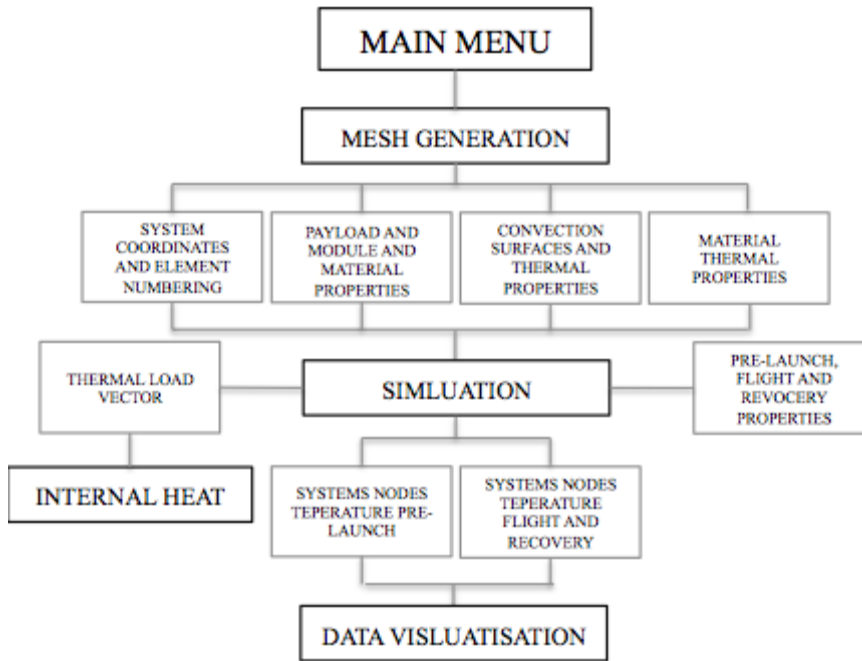 MAIN MENU
MESH GENERATION
SYSTEM
COORDINATES
AND ELEMENT
NUMBERING
PAYLOAD AND
MODULE AND
MATERIAL
PROPERTIES
CONVECTION
SURFACES AND
THERMAL
PROPERTIES
MATERIAL
THERMAL
PROPERTIES
THERMAL LOAD
VECTOR
SIMLUATION
PRE-LAUNCH,
FLIGHT AND
REVOCERY
PROPERTIES
INTERNAL HEAT
SYSTEMS NODES
TEPERATURE PRE-
LAUNCH
SYSTEMS NODES
TEPERATURE
FLIGHT AND
RECOVERY
DATA VISLUATISATION